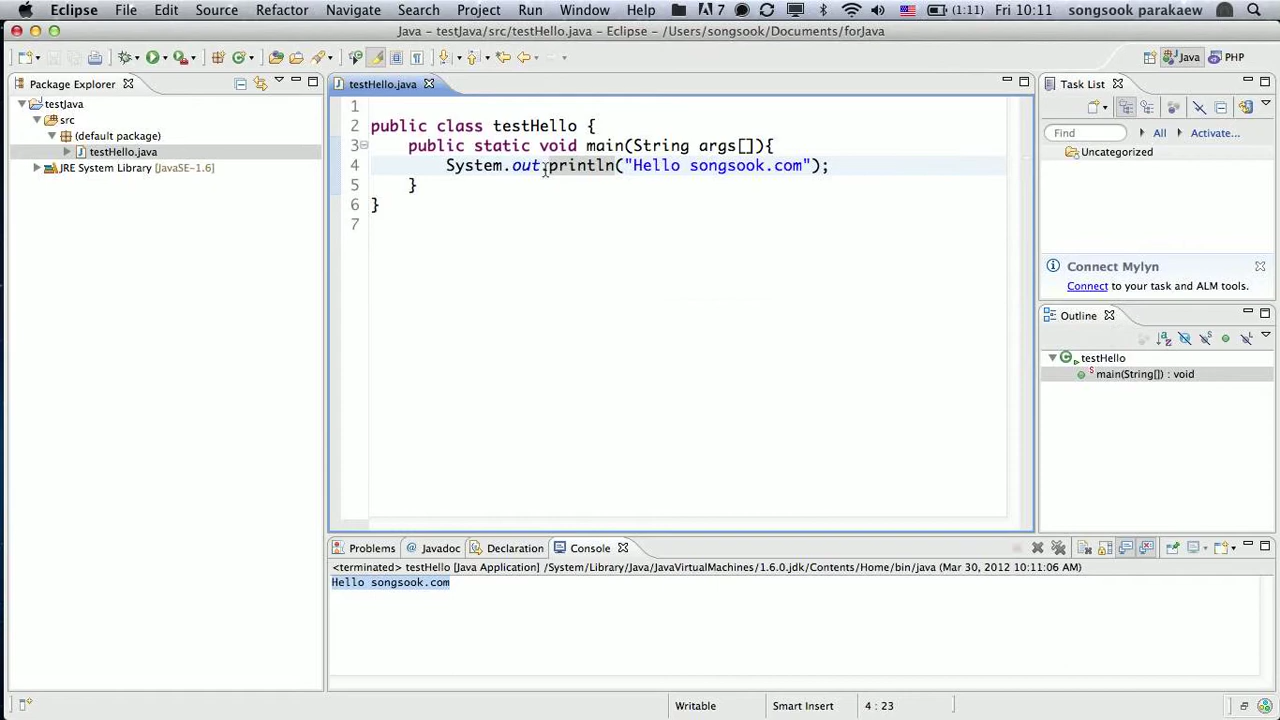 Eclipse File Edit Source Refactor Navigate Search Project Run Window Help 7 (1:11) Fri 10:11 songsook parakaew
Java – testJava/src/testHello.java – Eclipse – /Users/songsook/Documents/forJava
Java PHP
Package Explorer
testJava
src
(default package)
testHello.java
JRE System Library [JavaSE-1.6]
testHello.java
1
2 public class testHello {
3 public static void main(String args[]){
4 System.out.println("Hello songsook.com");
5 }
6 }
7
Task List
Find All Activate...
Uncategorized
Connect Mylyn
Connect to your task and ALM tools.
Outline
testHello
main(String[]) : void
Problems Javadoc Declaration Console
<terminated> testHello [Java Application] /System/Library/Java/JavaVirtualMachines/1.6.0.jdk/Contents/Home/bin/java (Mar 30, 2012 10:11:06 AM)
Hello songsook.com
Writable Smart Insert 4 : 23